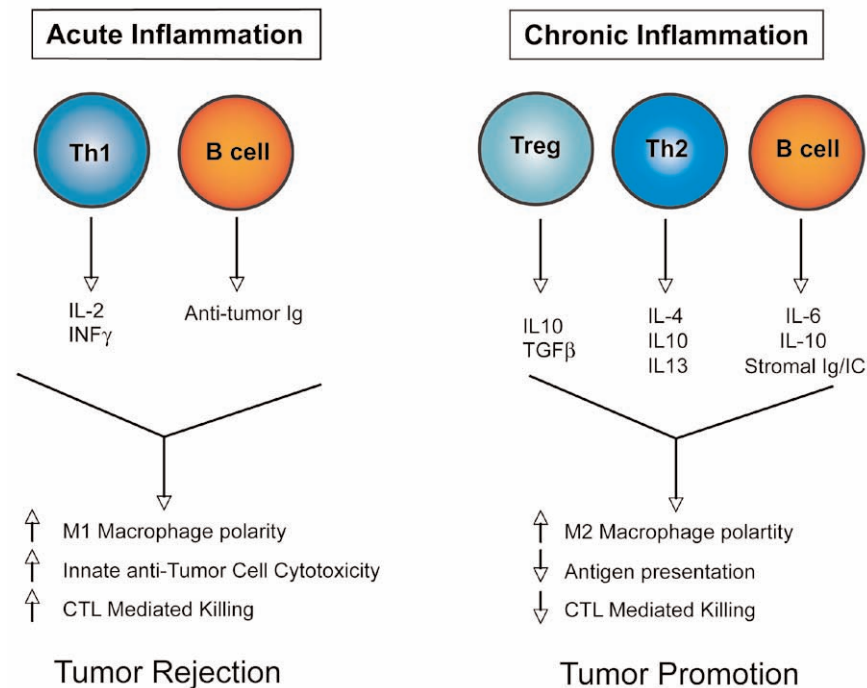 Acute Inflammation
Th1
B cell
IL-2
INFγ
Anti-tumor Ig
M1 Macrophage polarity
Innate anti-Tumor Cell Cytotoxicity
CTL Mediated Killing
Tumor Rejection
Chronic Inflammation
Treg
Th2
B cell
IL10
TGFβ
IL-4
IL10
IL13
IL-6
IL-10
Stromal Ig/IC
M2 Macrophage polartity
Antigen presentation
CTL Mediated Killing
Tumor Promotion